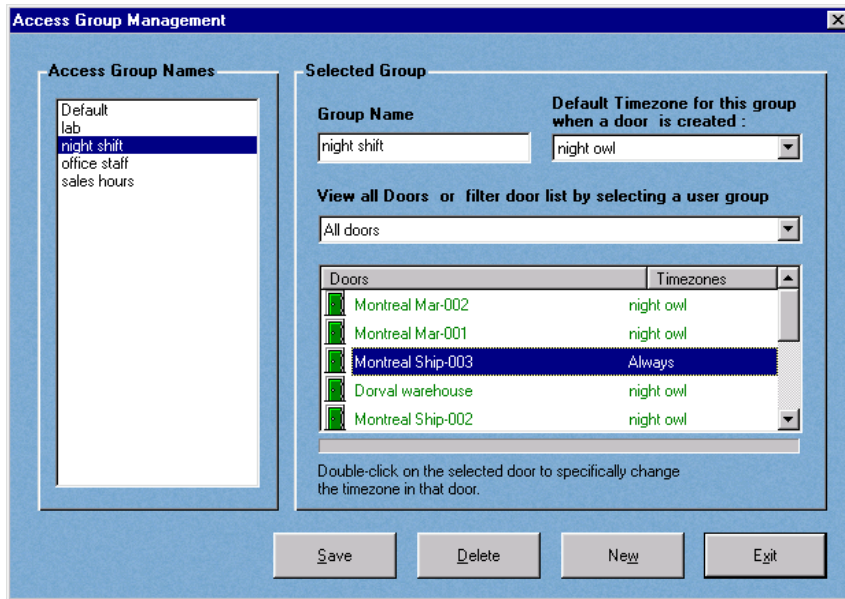 Access Group Management
Access Group Names
Default
lab
night shift
office staff
sales hours
Selected Group
Group Name
night shift
Default Timezone for this group
when a door is created :
night owl
View all Doors or filter door list by selecting a user group
All doors
Doors Timezones
Montreal Mar-002 night owl
Montreal Mar-001 night owl
Montreal Ship-003 Always
Dorval warehouse night owl
Montreal Ship-002 night owl
Double-click on the selected door to specifically change
the timezone in that door.
Save Delete New Exit